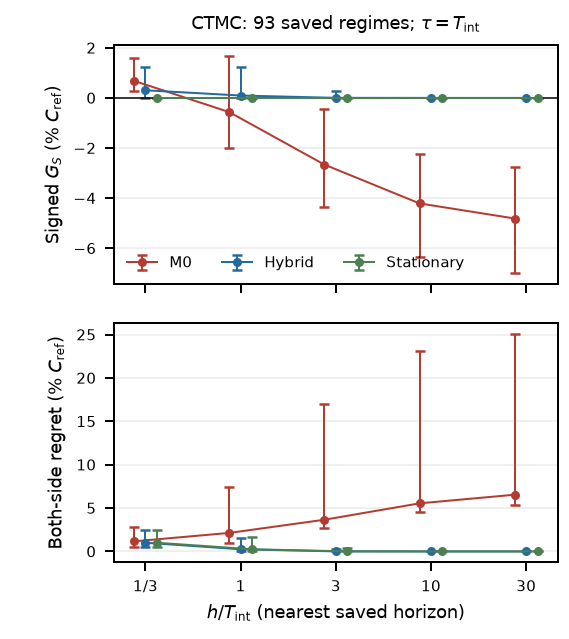 CTMC: 93 saved regimes; τ = T_int
Signed G_S (% C_ref)
2
0
−2
−4
−6
M0
Hybrid
Stationary
Both-side regret (% C_ref)
25
20
15
10
5
0
1/3
1
3
10
30
h/T_int (nearest saved horizon)